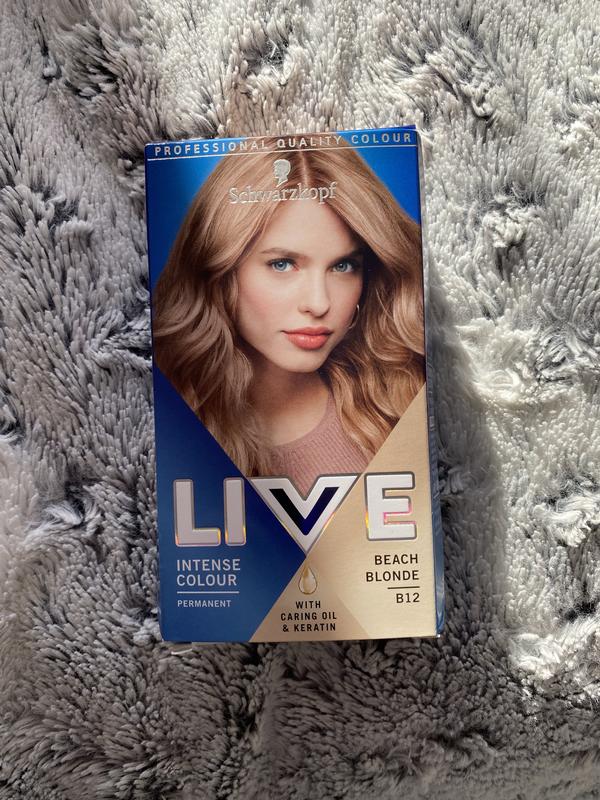 PROFESSIONAL QUALITY COLOUR
Schwarzkopf
LIVE
INTENSE
COLOUR
PERMANENT
BEACH
BLONDE
B12
WITH
CARING OIL
& KERATIN